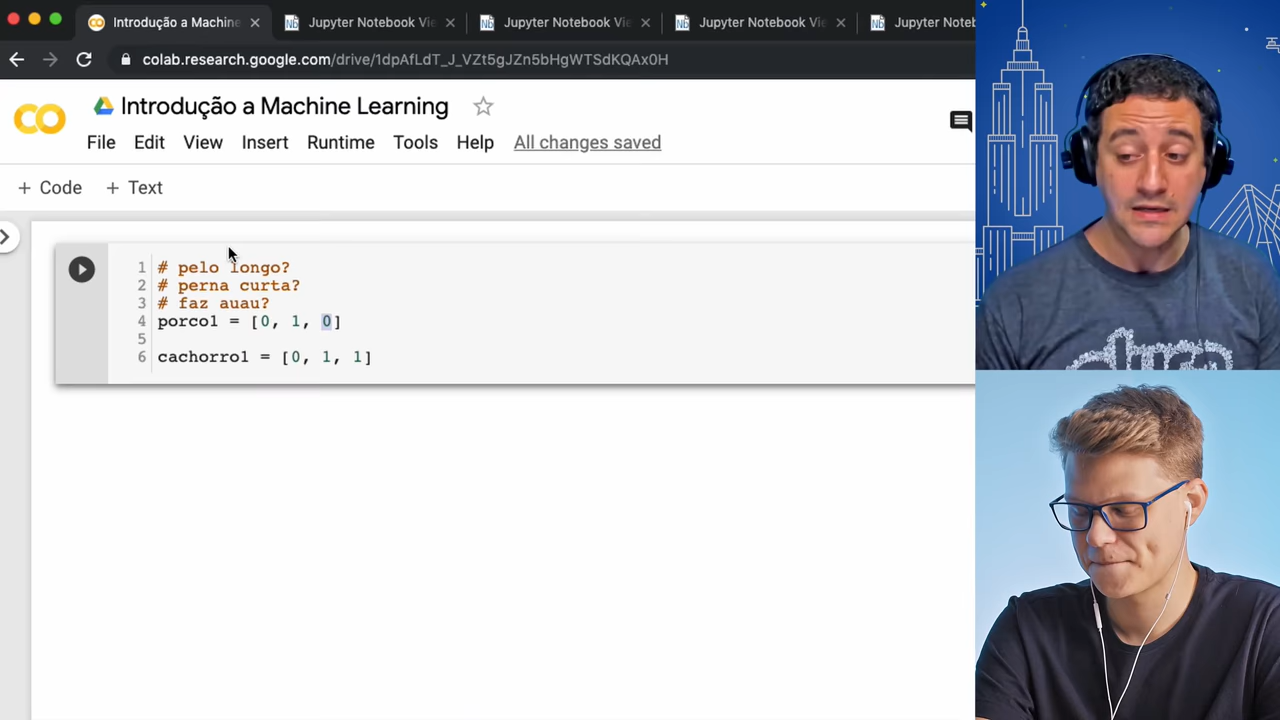 Introdução a Machine
Jupyter Notebook Vie
Jupyter Notebook Vie
Jupyter Notebook Vie
Jupyter Noteb
colab.research.google.com/drive/1dpAfLdT_J_VZt5gJZn5bHgWTSdKQAx0H
CO
Introdução a Machine Learning
File Edit View Insert Runtime Tools Help All changes saved
+ Code + Text
1 # pelo longo?
2 # perna curta?
3 # faz auau?
4 porco1 = [0, 1, 0]
5
6 cachorro1 = [0, 1, 1]